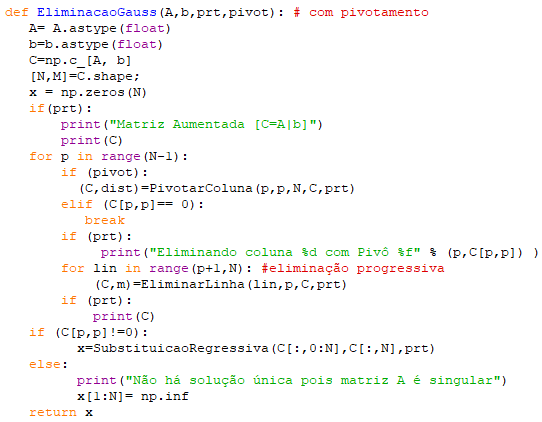 def EliminacaoGauss(A,b,prt,pivot): # com pivotamento
    A= A.astype(float)
    b=b.astype(float)
    C=np.c_[A, b]
    [N,M]=C.shape;
    x = np.zeros(N)
    if(prt):
        print("Matriz Aumentada [C=A|b]")
        print(C)
    for p in range(N-1):
        if (pivot):
          (C,dist)=PivotarColuna(p,p,N,C,prt)
        elif (C[p,p]== 0):
           break
        if (prt):
             print("Eliminando coluna %d com Pivô %f" % (p,C[p,p]) )
        for lin in range(p+1,N): #eliminação progressiva
            (C,m)=EliminarLinha(lin,p,C,prt)
        if (prt):
            print(C)
    if (C[p,p]!=0):
          x=SubstituicaoRegressiva(C[:,0:N],C[:,N],prt)
    else:
          print("Não há solução única pois matriz A é singular")
          x[1:N]= np.inf
    return x